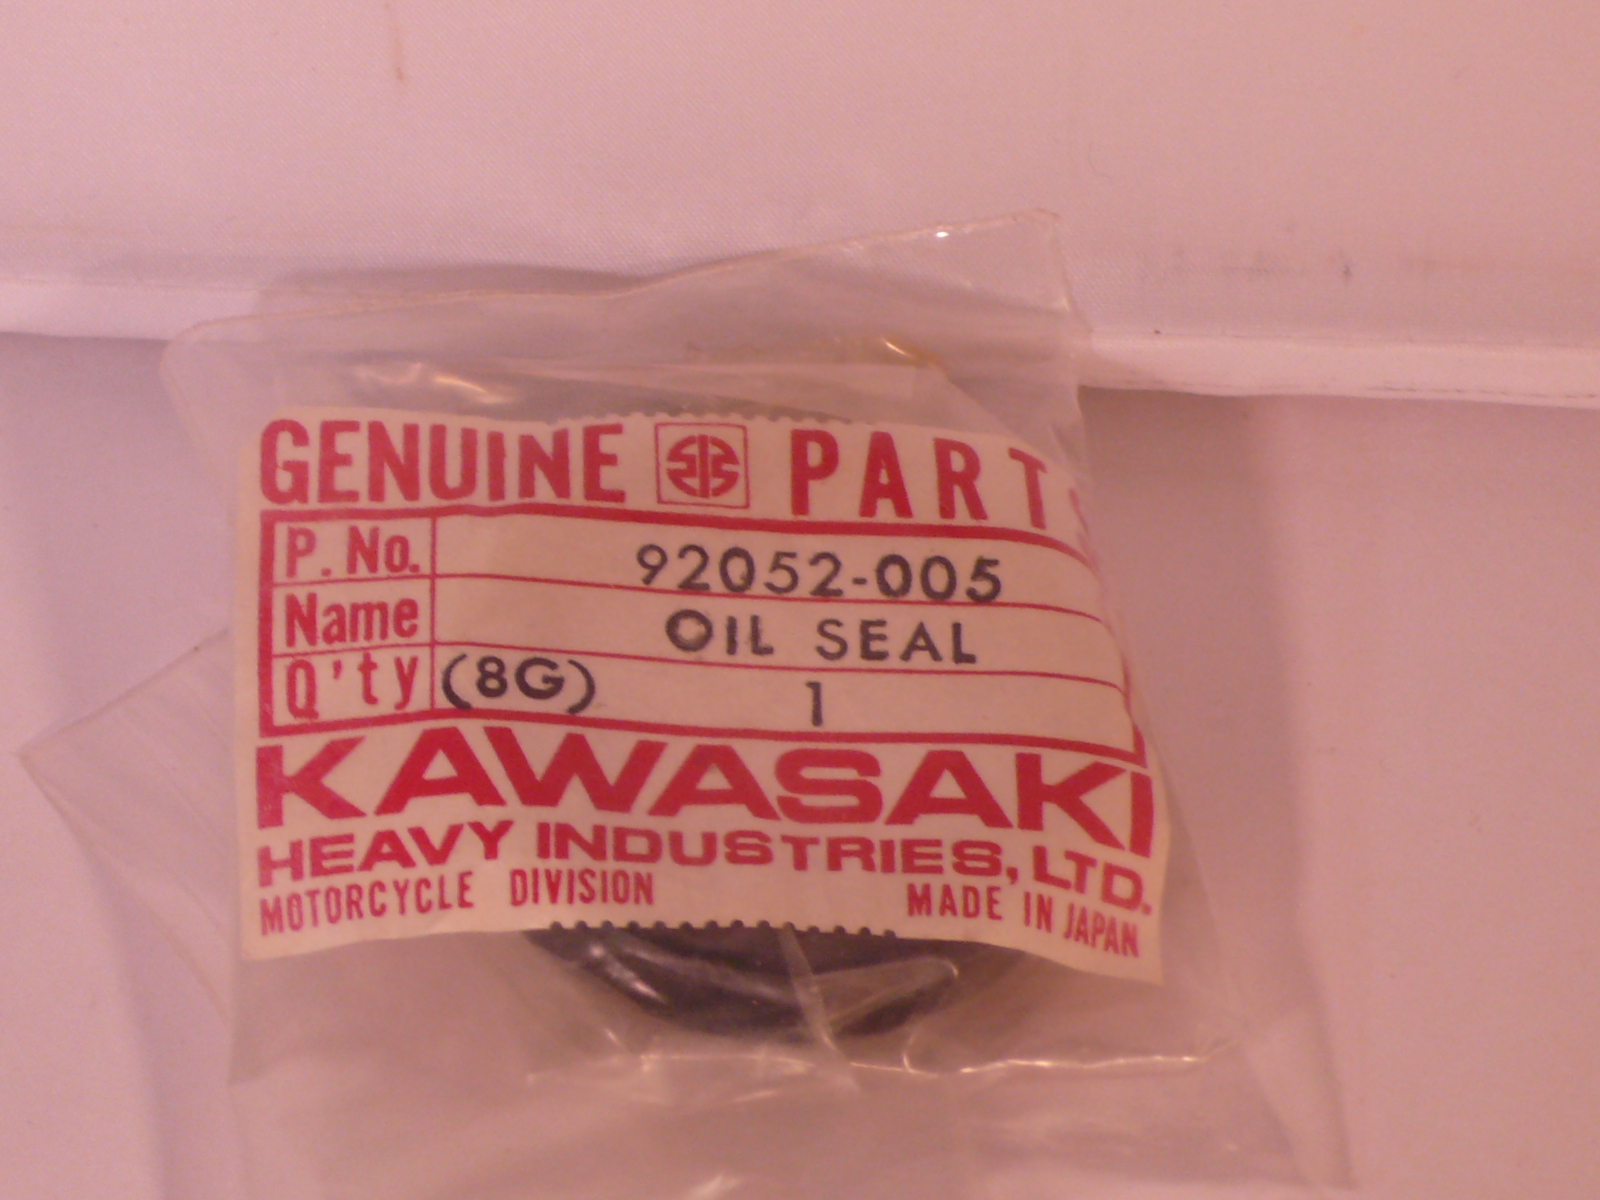 GENUINE PARTS
P. No. 92052-005
Name OIL SEAL
Q'ty (8G) 1
KAWASAKI
HEAVY INDUSTRIES, LTD.
MOTORCYCLE DIVISION MADE IN JAPAN